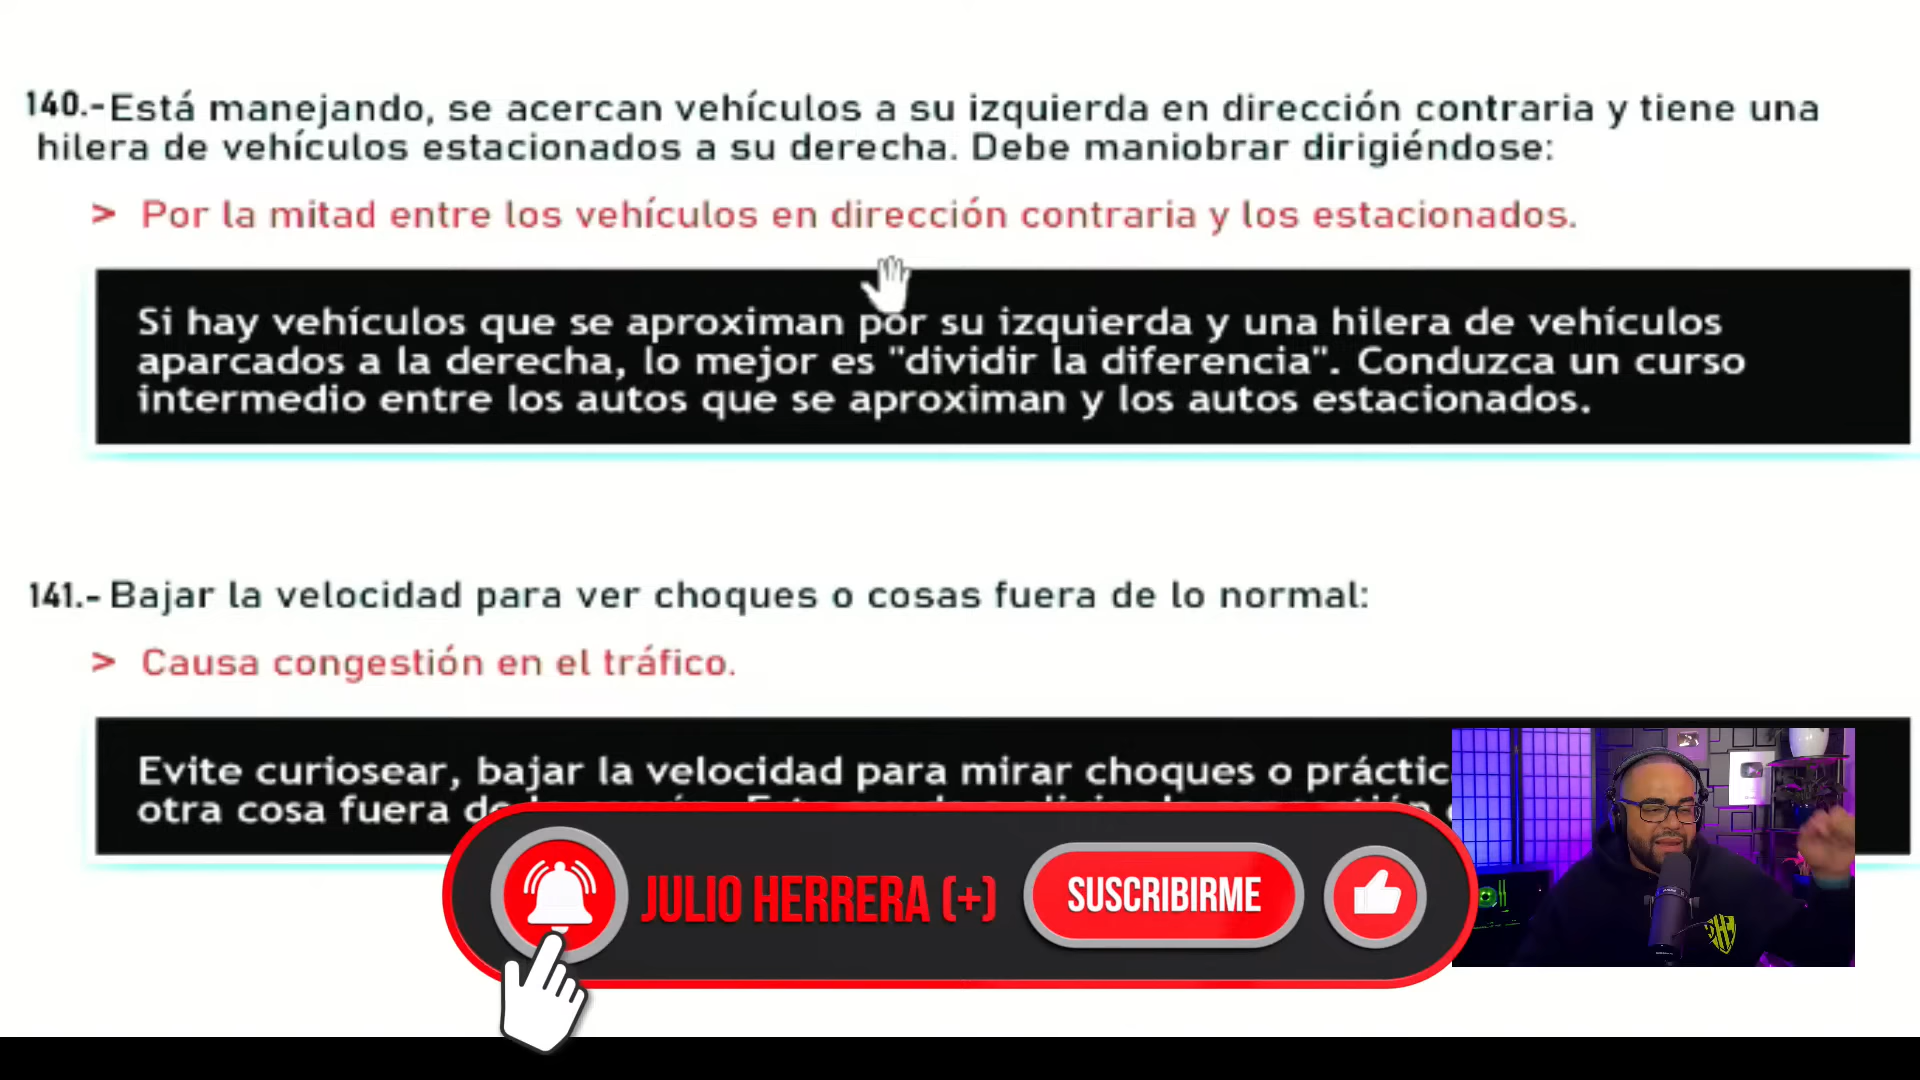 140.-Está manejando, se acercan vehículos a su izquierda en dirección contraria y tiene una
hilera de vehículos estacionados a su derecha. Debe maniobrar dirigiéndose:
> Por la mitad entre los vehículos en dirección contraria y los estacionados.
Si hay vehículos que se aproximan por su izquierda y una hilera de vehículos
aparcados a la derecha, lo mejor es "dividir la diferencia". Conduzca un curso
intermedio entre los autos que se aproximan y los autos estacionados.
141.- Bajar la velocidad para ver choques o cosas fuera de lo normal:
> Causa congestión en el tráfico.
Evite curiosear, bajar la velocidad para mirar choques o práctic
otra cosa fuera
JULIO HERRERA (+)
SUSCRIBIRME